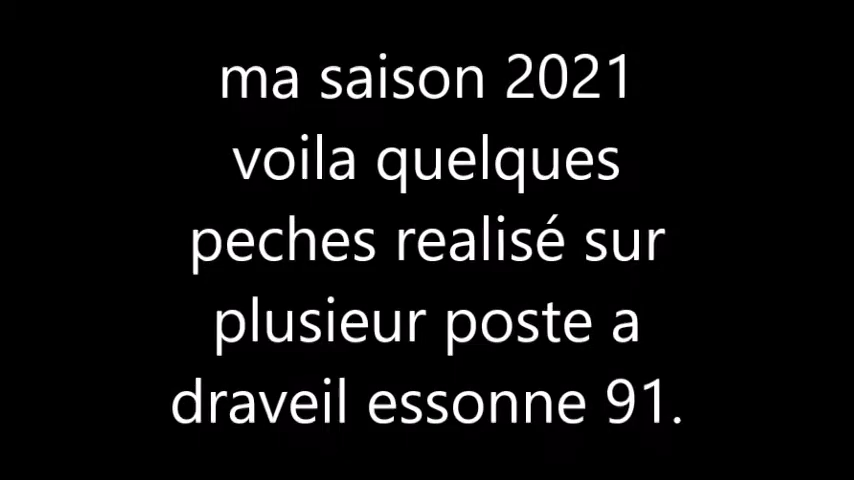 ma saison 2021
voila quelques
peches realisé sur
plusieur poste a
draveil essonne 91.